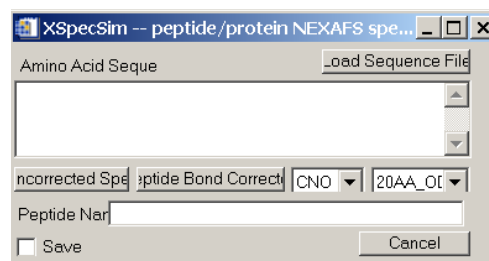 XSpecSim -- peptide/protein NEXAFS spe...
Amino Acid Seque Load Sequence File
ncorrected Spe eptide Bond Correct CNO 20AA_OD
Peptide Nar
Save Cancel